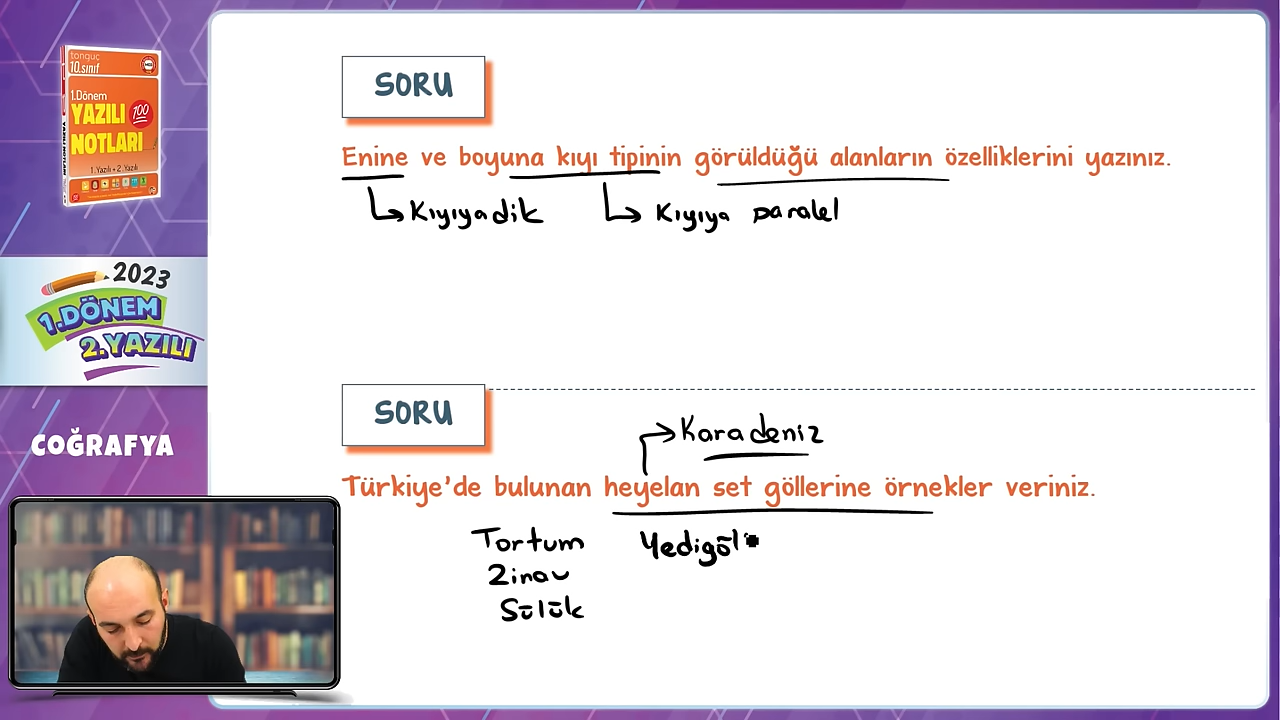 tonguç
10.sınıf
1.Dönem
YAZILI
100
NOTLARI
1. Yazılı + 2. Yazılı
YAZILI NOTLARI
2023
1.DÖNEM
2.YAZILI
COĞRAFYA
SORU
Enine ve boyuna kıyı tipinin görüldüğü alanların özelliklerini yazınız.
Kıyıya dik Kıyıya paralel
SORU
Karadeniz
Türkiye'de bulunan heyelan set göllerine örnekler veriniz.
Tortum Yedigöl
Zinav
Sülük